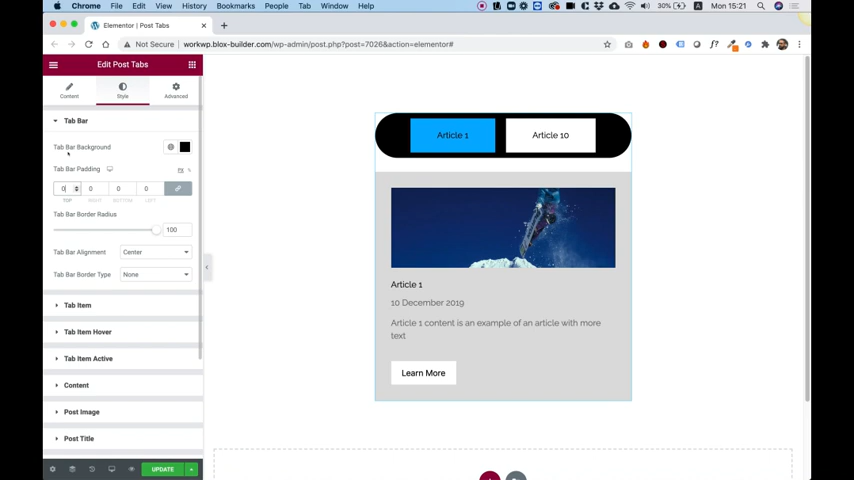 Chrome File Edit View History Bookmarks People Tab Window Help
30% Mon 15:21
Elementor | Post Tabs
Not Secure workwp.blox-builder.com/wp-admin/post.php?post=7026&action=elementor#
Edit Post Tabs
Content Style Advanced
Tab Bar
Tab Bar Background
Tab Bar Padding
0 0 0 0
TOP RIGHT BOTTOM LEFT
Tab Bar Border Radius
100
Tab Bar Alignment Center
Tab Bar Border Type None
Tab Item
Tab Item Hover
Tab Item Active
Content
Post Image
Post Title
UPDATE
Article 1 Article 10
Article 1
10 December 2019
Article 1 content is an example of an article with more
text
Learn More